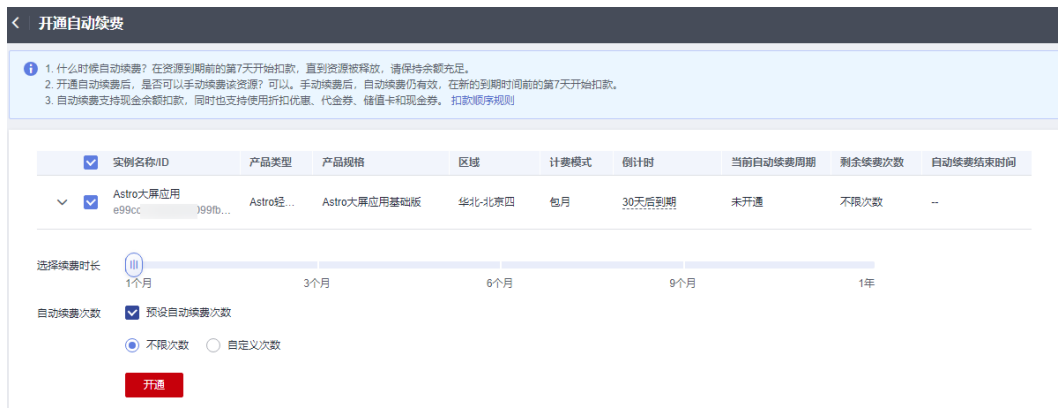 开通自动续费
1. 什么时候自动续费？在资源到期前的第7天开始扣款，直到资源被释放，请保持余额充足。
2. 开通自动续费后，是否可以手动续费该资源？可以。手动续费后，自动续费仍有效，在新的到期时间前的第7天开始扣款。
3. 自动续费支持现金余额扣款，同时也支持使用折扣优惠、代金券、储值卡和现金券。 扣款顺序规则
实例名称/ID 产品类型 产品规格 区域 计费模式 倒计时 当前自动续费周期 剩余续费次数 自动续费结束时间
Astro大屏应用 Astro轻... Astro大屏应用基础版 华北-北京四 包月 30天后到期 未开通 不限次数 --
e99cc 099fb...
选择续费时长
1个月 3个月 6个月 9个月 1年
自动续费次数 预设自动续费次数
不限次数 自定义次数
开通